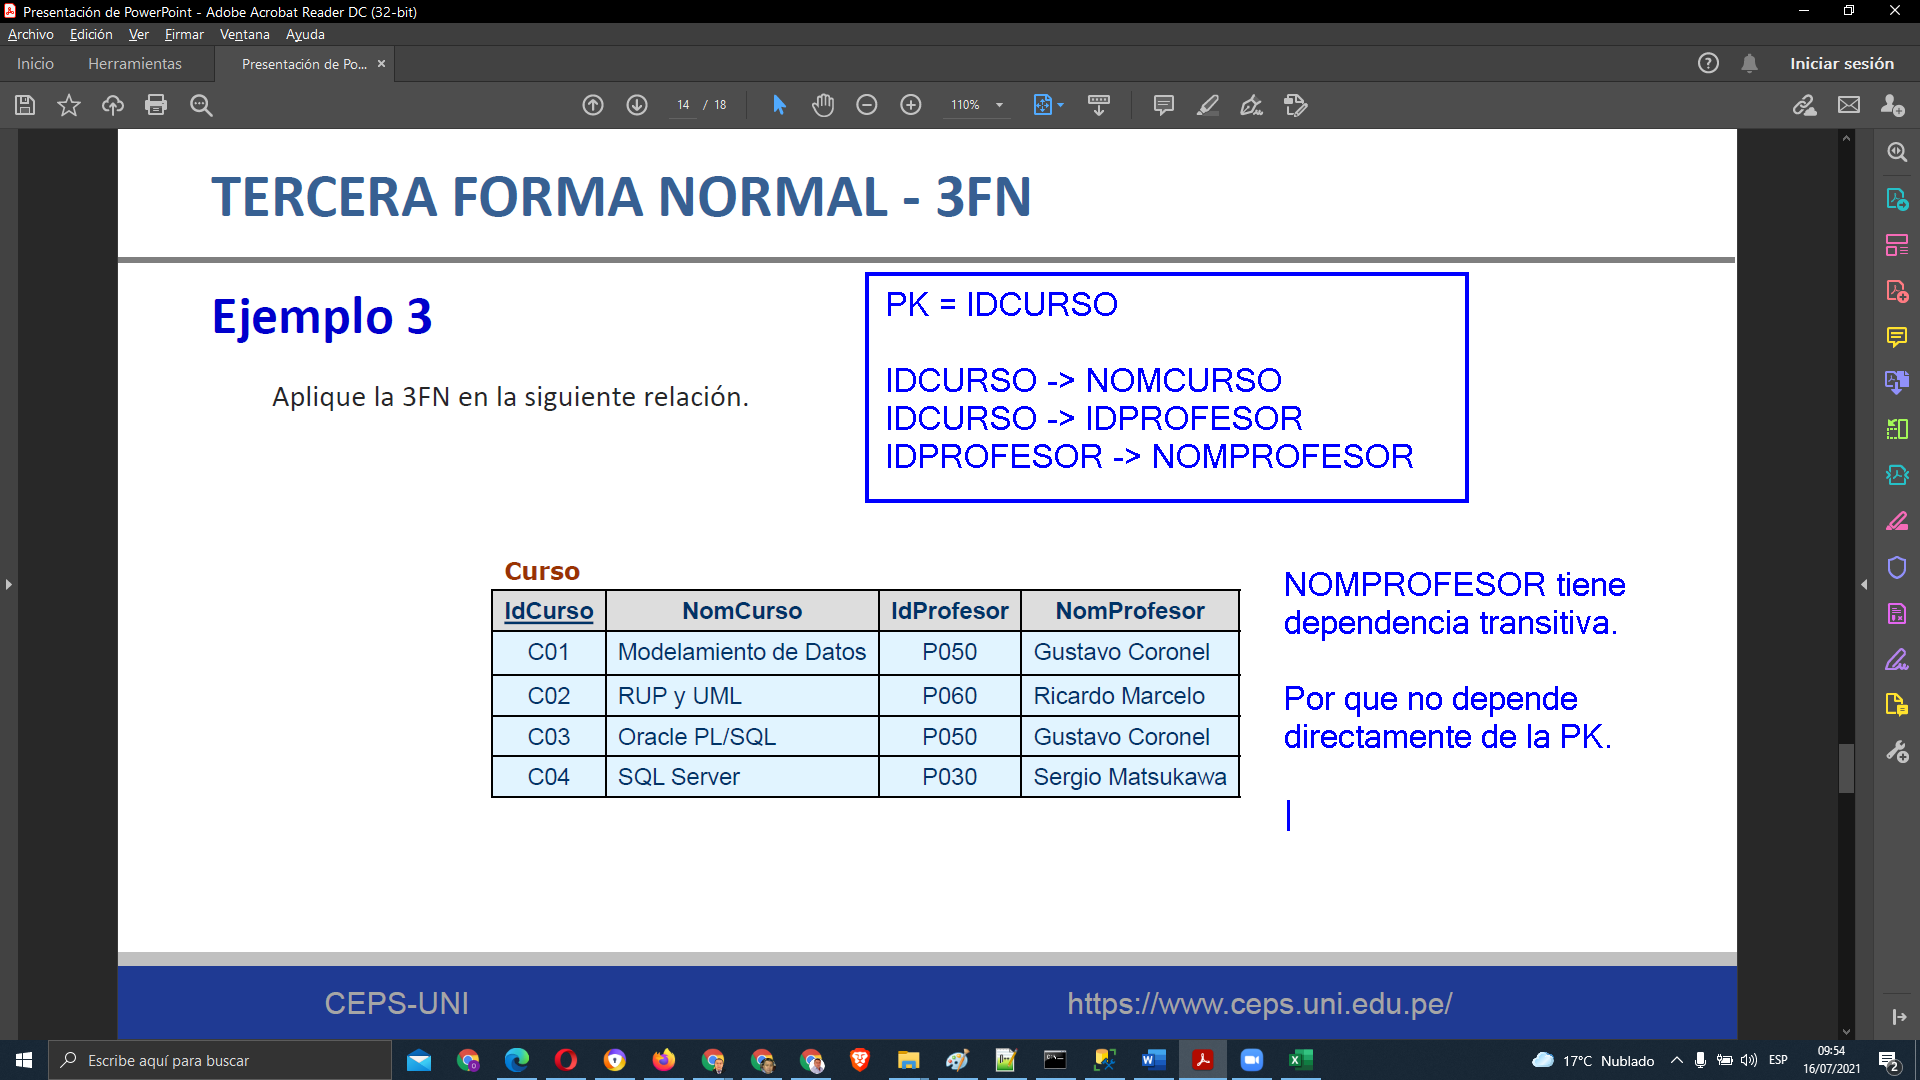 Presentación de PowerPoint - Adobe Acrobat Reader DC (32-bit)
Archivo Edición Ver Firmar Ventana Ayuda
Inicio Herramientas Presentación de Po... × Iniciar sesión
14 / 18 110%
TERCERA FORMA NORMAL - 3FN
Ejemplo 3
Aplique la 3FN en la siguiente relación.
PK = IDCURSO
IDCURSO -> NOMCURSO
IDCURSO -> IDPROFESOR
IDPROFESOR -> NOMPROFESOR
Curso
IdCurso NomCurso IdProfesor NomProfesor
C01 Modelamiento de Datos P050 Gustavo Coronel
C02 RUP y UML P060 Ricardo Marcelo
C03 Oracle PL/SQL P050 Gustavo Coronel
C04 SQL Server P030 Sergio Matsukawa
NOMPROFESOR tiene
dependencia transitiva.
Por que no depende
directamente de la PK.
CEPS-UNI https://www.ceps.uni.edu.pe/
Escribe aquí para buscar
17°C Nublado ESP
09:54
16/07/2021
2